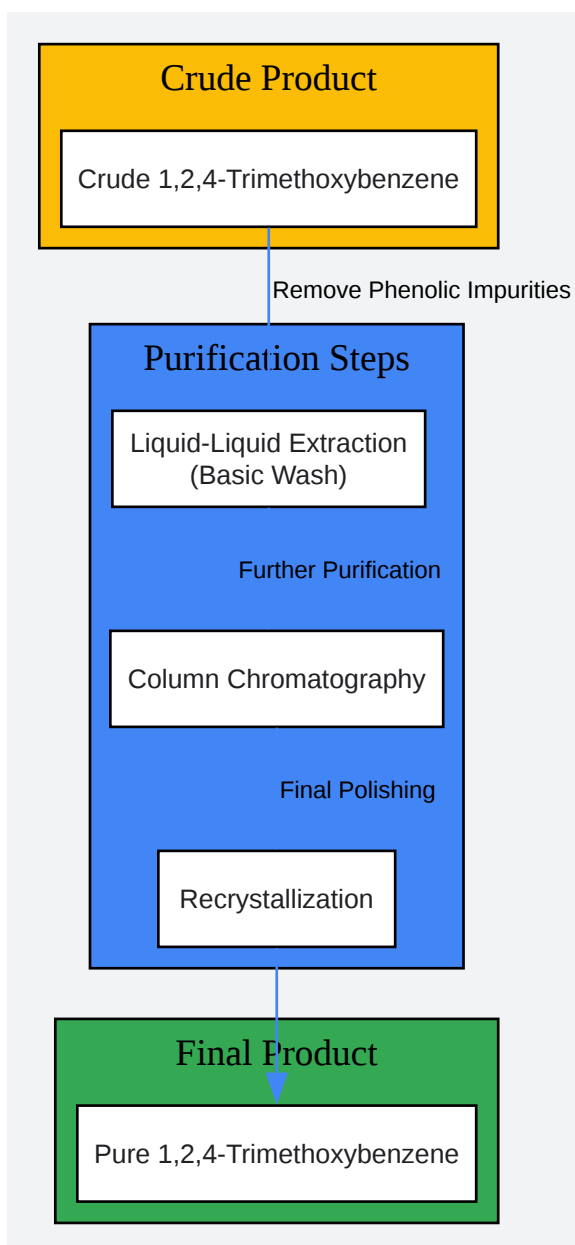 Crude Product
Crude 1,2,4-Trimethoxybenzene
Remove Phenolic Impurities
Purification Steps
Liquid-Liquid Extraction
(Basic Wash)
Further Purification
Column Chromatography
Final Polishing
Recrystallization
Final Product
Pure 1,2,4-Trimethoxybenzene